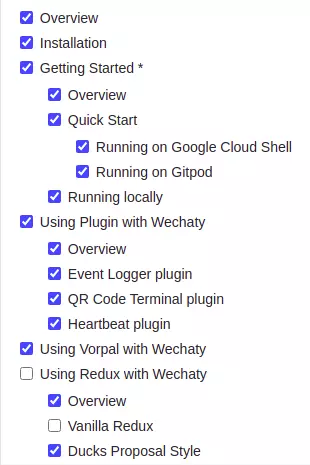 Overview
Installation
Getting Started *
Overview
Quick Start
Running on Google Cloud Shell
Running on Gitpod
Running locally
Using Plugin with Wechaty
Overview
Event Logger plugin
QR Code Terminal plugin
Heartbeat plugin
Using Vorpal with Wechaty
Using Redux with Wechaty
Overview
Vanilla Redux
Ducks Proposal Style